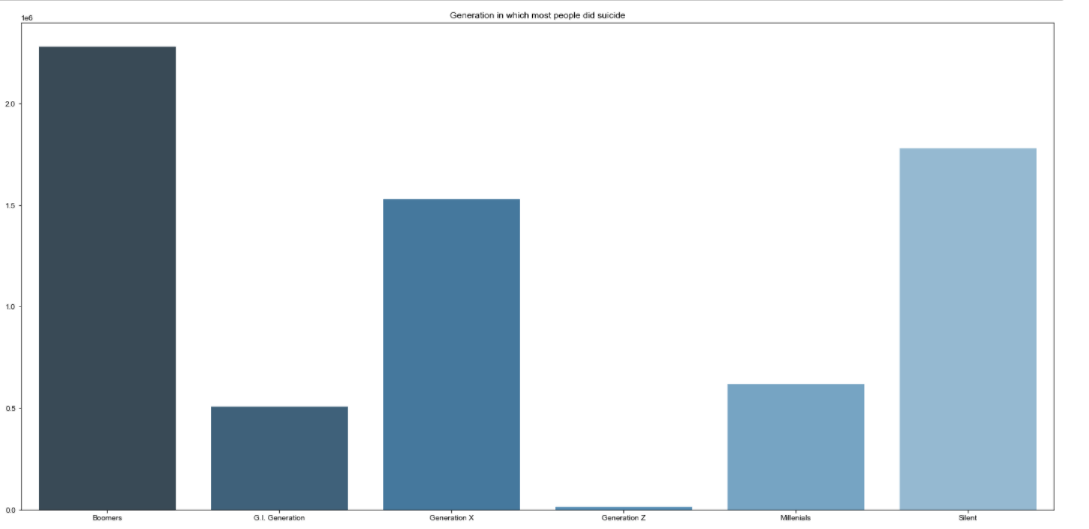 Generation in which most people did suicide
1e6
2.0
1.5
1.0
0.5
0.0
Boomers G.I. Generation Generation X Generation Z Millenials Silent